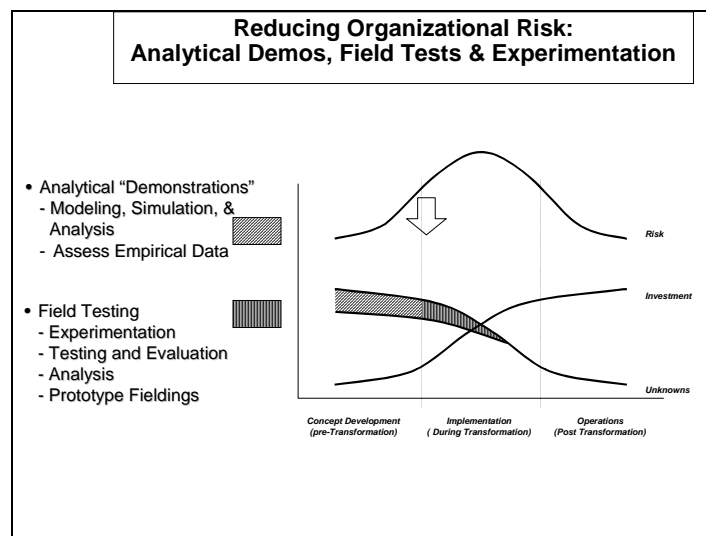 Reducing Organizational Risk:
Analytical Demos, Field Tests & Experimentation
• Analytical “Demonstrations”
- Modeling, Simulation, &
Analysis
- Assess Empirical Data
• Field Testing
- Experimentation
- Testing and Evaluation
- Analysis
- Prototype Fieldings
Risk
Investment
Unknowns
Concept Development
(pre-Transformation)
Implementation
( During Transformation)
Operations
(Post Transformation)